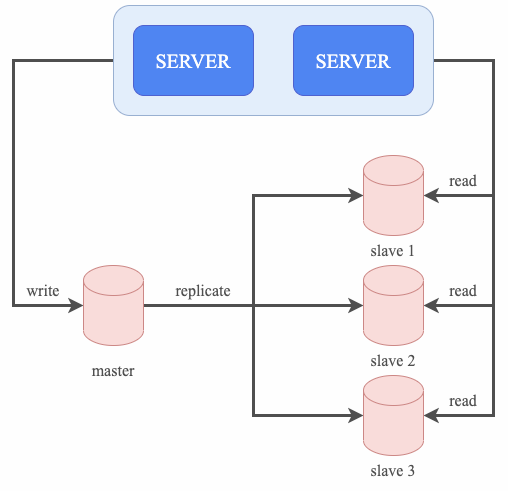 SERVER
SERVER
read
slave 1
write
replicate
read
master
slave 2
read
slave 3